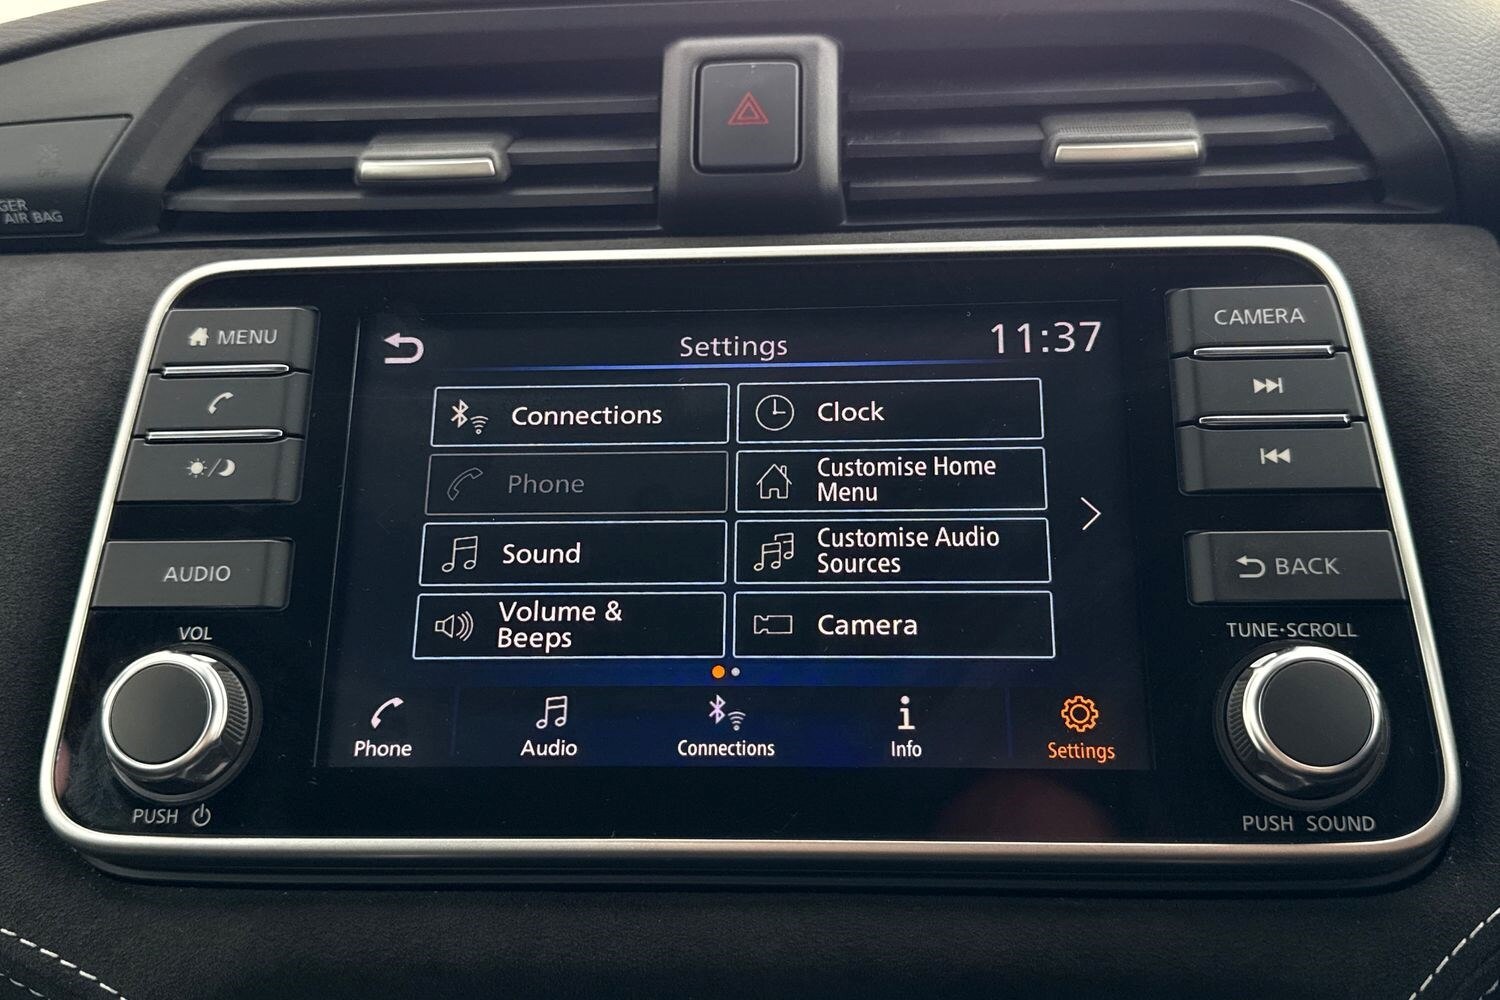 GER
AIR BAG
MENU
AUDIO
VOL
PUSH
Settings
11:37
Connections
Clock
Phone
Customise Home
Menu
Sound
Customise Audio
Sources
Volume &
Beeps
Camera
Phone
Audio
Connections
Info
Settings
CAMERA
BACK
TUNE·SCROLL
PUSH SOUND